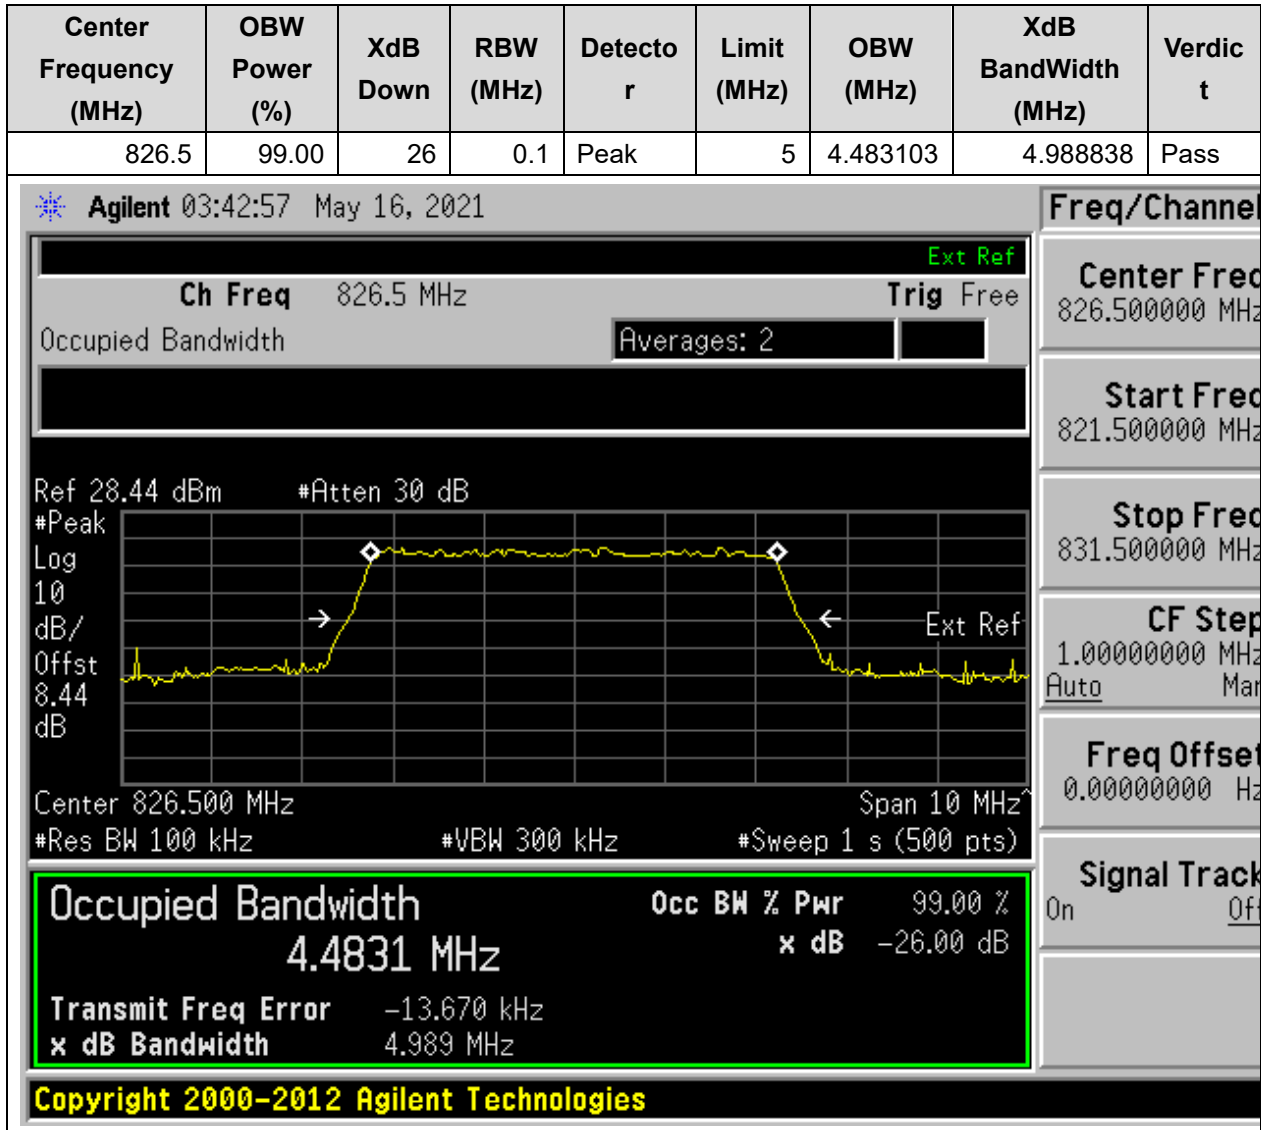 Center Frequency (MHz) OBW Power (%) XdB Down RBW (MHz) Detector Limit (MHz) OBW (MHz) XdB BandWidth (MHz) Verdict
826.5 99.00 26 0.1 Peak 5 4.483103 4.988838 Pass
Agilent 03:42:57 May 16, 2021
Freq/Channel
Ext Ref
Ch Freq 826.5 MHz Trig Free
Occupied Bandwidth Averages: 2
Center Freq
826.500000 MHz
Start Freq
821.500000 MHz
Stop Freq
831.500000 MHz
CF Step
1.00000000 MHz
Auto Man
Freq Offset
0.00000000 Hz
Signal Track
On Off
Ref 28.44 dBm #Atten 30 dB
#Peak
Log
10
dB/
Offst
8.44
dB
Ext Ref
Center 826.500 MHz Span 10 MHz^
#Res BW 100 kHz #VBW 300 kHz #Sweep 1 s (500 pts)
Occupied Bandwidth Occ BW % Pwr 99.00 %
4.4831 MHz x dB -26.00 dB
Transmit Freq Error -13.670 kHz
x dB Bandwidth 4.989 MHz
Copyright 2000-2012 Agilent Technologies